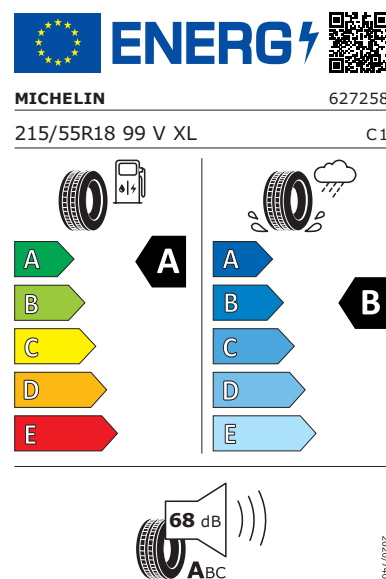 ENERG
MICHELIN 627258
215/55R18 99 V XL C1
A A
B
C
D
E
A
B B
C
D
E
68 dB
ABC